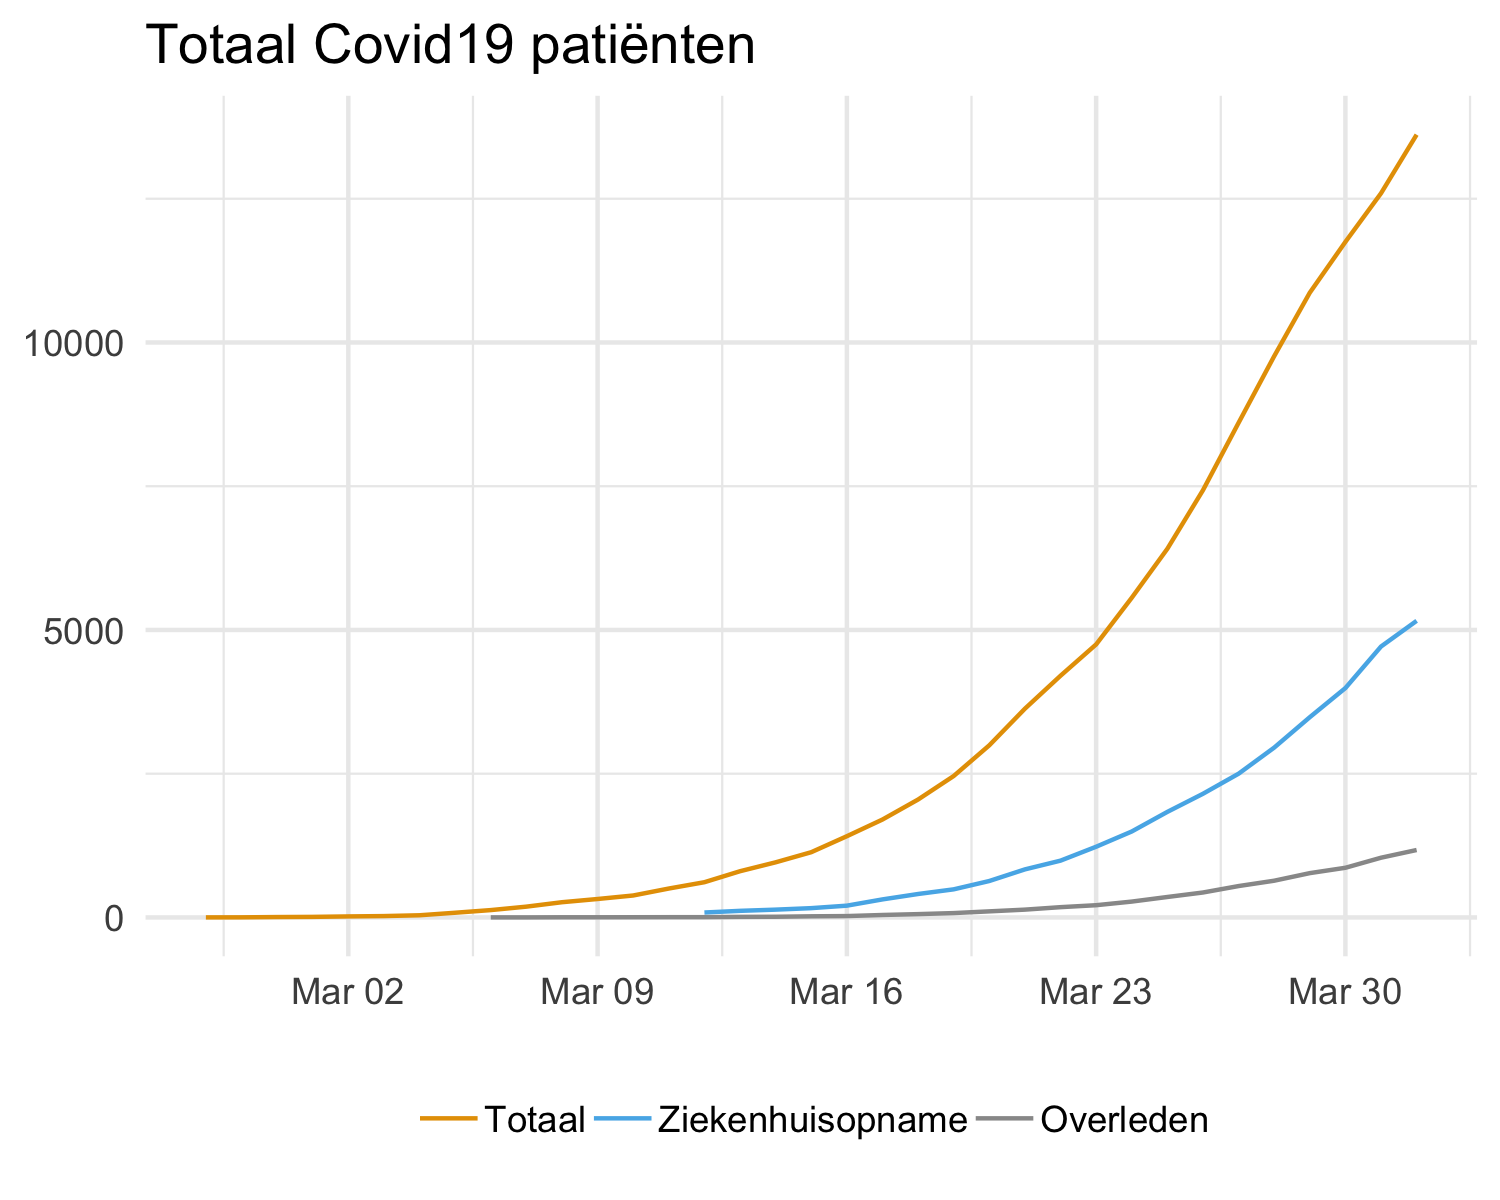 Totaal Covid19 patiënten
10000
5000
0
Mar 02 Mar 09 Mar 16 Mar 23 Mar 30
Totaal Ziekenhuisopname Overleden